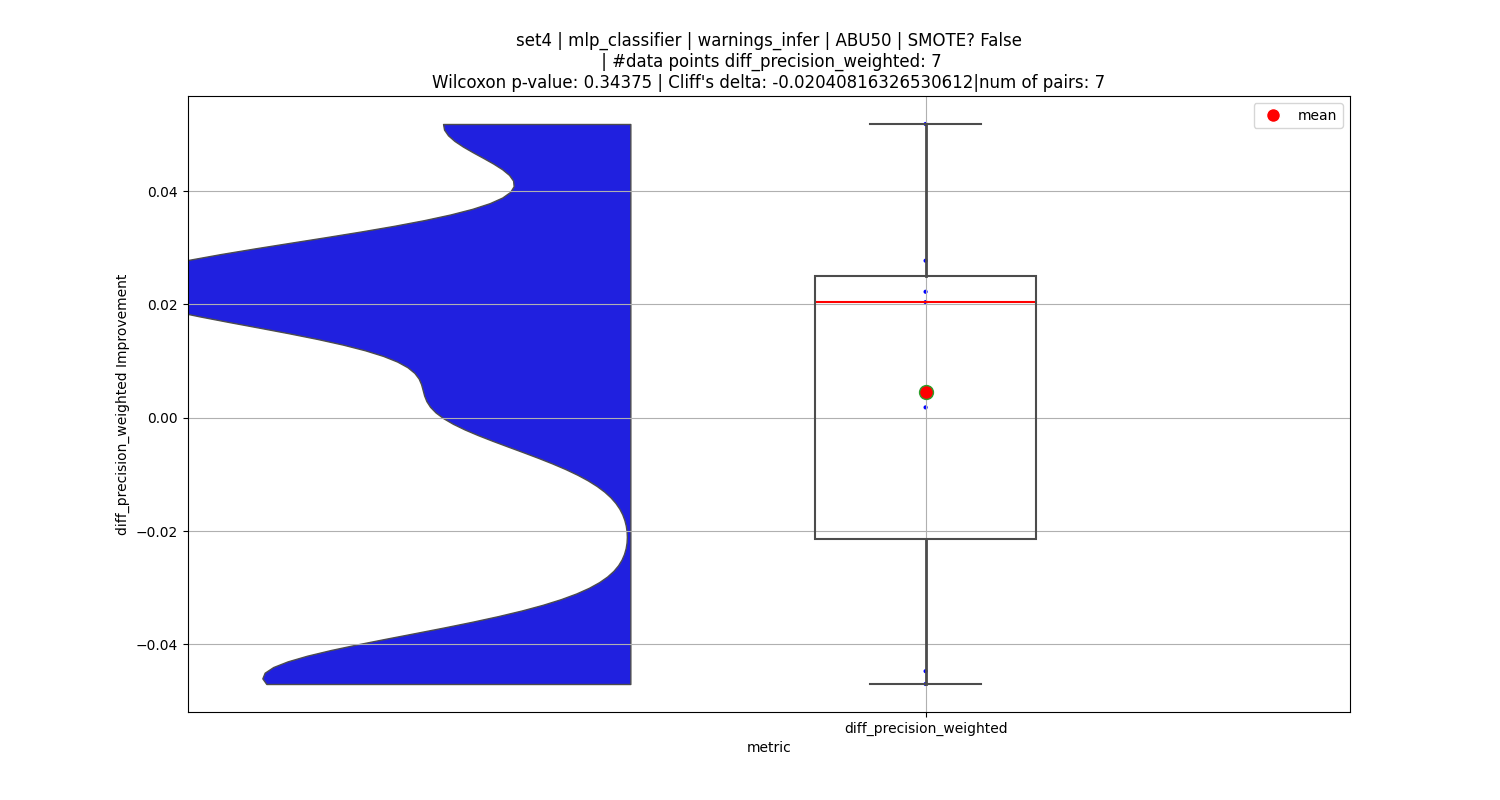 set4 | mlp_classifier | warnings_infer | ABU50 | SMOTE? False
| #data points diff_precision_weighted: 7
Wilcoxon p-value: 0.34375 | Cliff's delta: -0.02040816326530612|num of pairs: 7
mean
0.04
0.02
0.00
−0.02
−0.04
diff_precision_weighted Improvement
diff_precision_weighted
metric